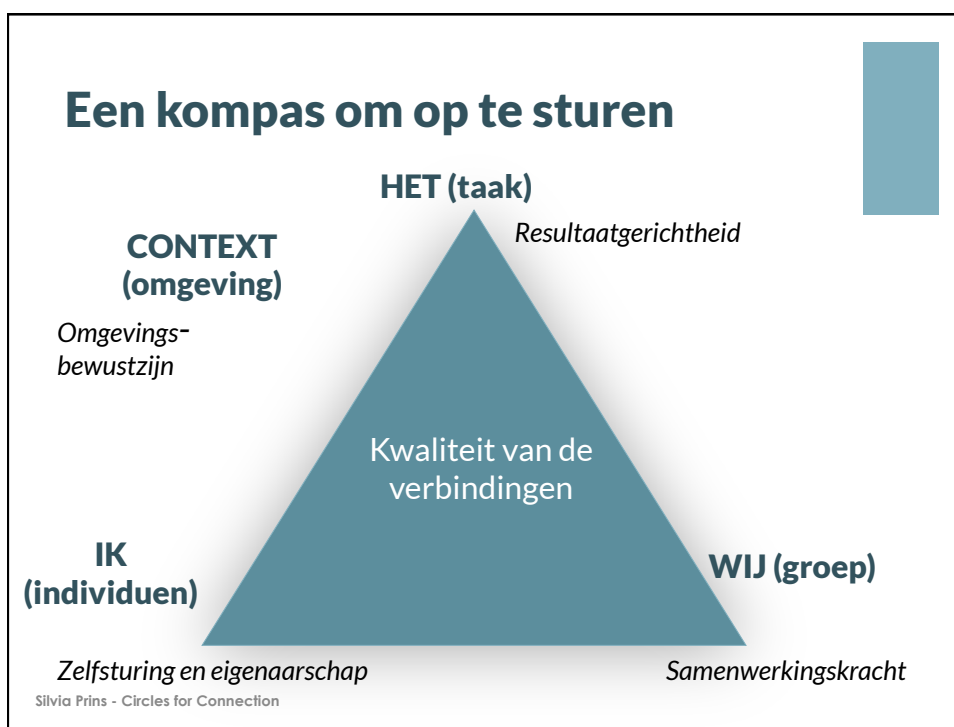 Een kompas om op te sturen
HET (taak)
Resultaatgerichtheid
CONTEXT
(omgeving)
Omgevings-
bewustzijn
Kwaliteit van de
verbindingen
IK
(individuen)
WIJ (groep)
Zelfsturing en eigenaarschap
Samenwerkingskracht
Silvia Prins - Circles for Connection